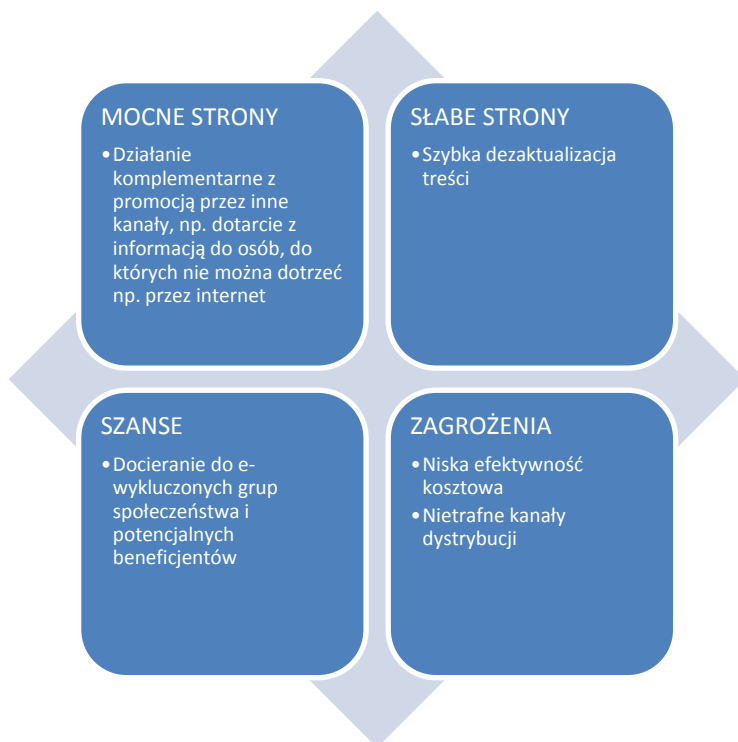 MOCNE STRONY
•Działanie
komplementarne z
promocją przez inne
kanały, np. dotarcie z
informacją do osób, do
których nie można dotrzeć
np. przez internet
SŁABE STRONY
•Szybka dezaktualizacja
treści
SZANSE
•Docieranie do e-
wykluczonych grup
społeczeństwa i
potencjalnych
beneficjentów
ZAGROŻENIA
•Niska efektywność
kosztowa
•Nietrafne kanały
dystrybucji